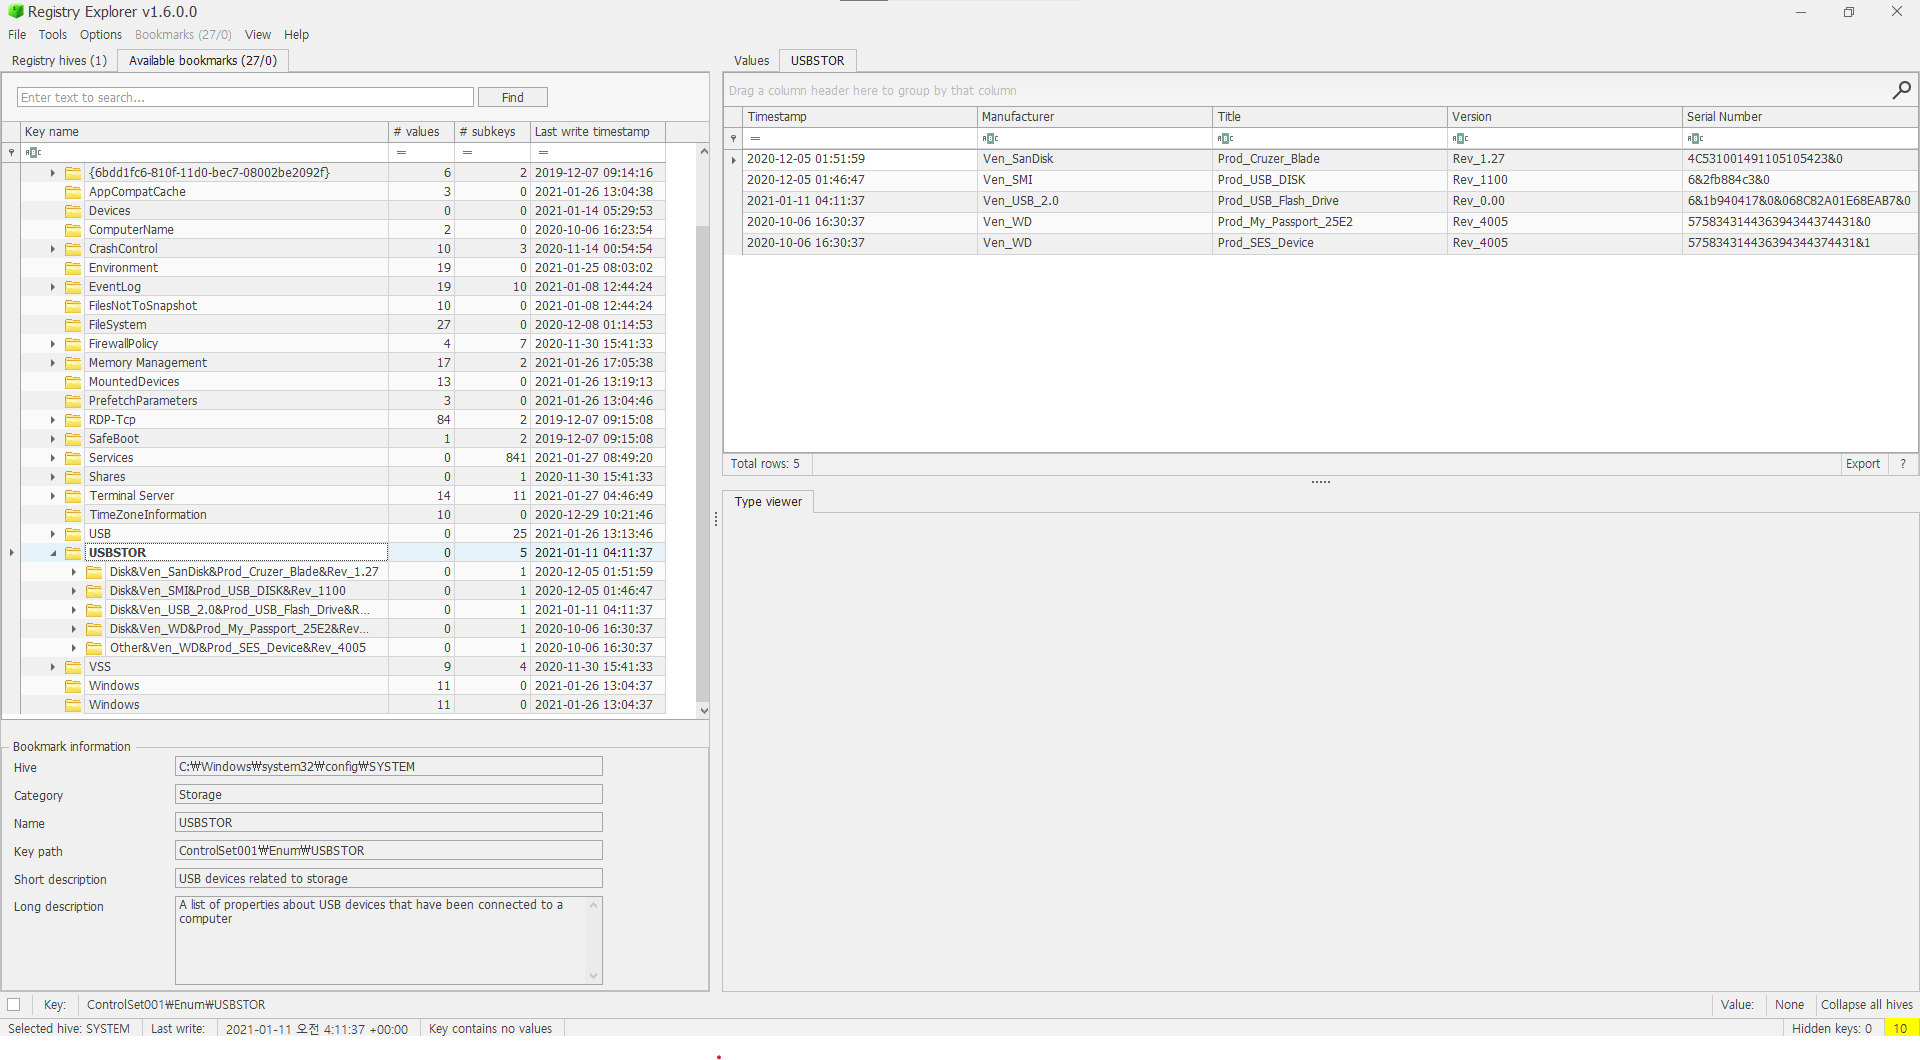 Registry Explorer v1.6.0.0
File Tools Options Bookmarks (27/0) View Help
Registry hives (1) Available bookmarks (27/0)
Enter text to search... Find
Key name # values # subkeys Last write timestamp
= = =
{6bdd1fc6-810f-11d0-bec7-08002be2092f} 6 2 2019-12-07 09:14:16
AppCompatCache 3 0 2021-01-26 13:04:38
Devices 0 0 2021-01-14 05:29:53
ComputerName 2 0 2020-10-06 16:23:54
CrashControl 10 3 2020-11-14 00:54:54
Environment 19 0 2021-01-25 08:03:02
EventLog 19 10 2021-01-08 12:44:24
FilesNotToSnapshot 10 0 2021-01-08 12:44:24
FileSystem 27 0 2020-12-08 01:14:53
FirewallPolicy 4 7 2020-11-30 15:41:33
Memory Management 17 2 2021-01-26 17:05:38
MountedDevices 13 0 2021-01-26 13:19:13
PrefetchParameters 3 0 2021-01-26 13:04:46
RDP-Tcp 84 2 2019-12-07 09:15:08
SafeBoot 1 2 2019-12-07 09:15:08
Services 0 841 2021-01-27 08:49:20
Shares 0 1 2020-11-30 15:41:33
Terminal Server 14 11 2021-01-27 04:46:49
TimeZoneInformation 10 0 2020-12-29 10:21:46
USB 0 25 2021-01-26 13:13:46
USBSTOR 0 5 2021-01-11 04:11:37
Disk&Ven_SanDisk&Prod_Cruzer_Blade&Rev_1.27 0 1 2020-12-05 01:51:59
Disk&Ven_SMI&Prod_USB_DISK&Rev_1100 0 1 2020-12-05 01:46:47
Disk&Ven_USB_2.0&Prod_USB_Flash_Drive&R... 0 1 2021-01-11 04:11:37
Disk&Ven_WD&Prod_My_Passport_25E2&Rev... 0 1 2020-10-06 16:30:37
Other&Ven_WD&Prod_SES_Device&Rev_4005 0 1 2020-10-06 16:30:37
VSS 9 4 2020-11-30 15:41:33
Windows 11 0 2021-01-26 13:04:37
Windows 11 0 2021-01-26 13:04:37
Bookmark information
Hive C:₩Windows₩system32₩config₩SYSTEM
Category Storage
Name USBSTOR
Key path ControlSet001₩Enum₩USBSTOR
Short description USB devices related to storage
Long description A list of properties about USB devices that have been connected to a
computer
Values USBSTOR
Drag a column header here to group by that column
Timestamp Manufacturer Title Version Serial Number
= ABC ABC ABC ABC
2020-12-05 01:51:59 Ven_SanDisk Prod_Cruzer_Blade Rev_1.27 4C531001491105105423&0
2020-12-05 01:46:47 Ven_SMI Prod_USB_DISK Rev_1100 6&2fb884c3&0
2021-01-11 04:11:37 Ven_USB_2.0 Prod_USB_Flash_Drive Rev_0.00 6&1b940417&0&068C82A01E68EAB7&0
2020-10-06 16:30:37 Ven_WD Prod_My_Passport_25E2 Rev_4005 575834314436394344374431&0
2020-10-06 16:30:37 Ven_WD Prod_SES_Device Rev_4005 575834314436394344374431&1
Total rows: 5 Export ?
Type viewer
Key: ControlSet001₩Enum₩USBSTOR Value: None Collapse all hives
Selected hive: SYSTEM Last write: 2021-01-11 오전 4:11:37 +00:00 Key contains no values Hidden keys: 0 10